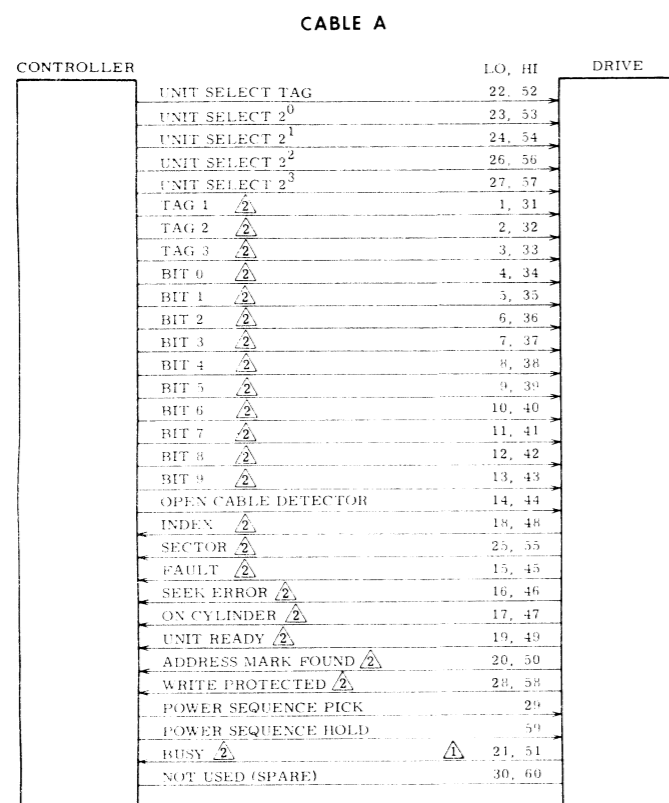 CABLE A
CONTROLLER LO, HI DRIVE
UNIT SELECT TAG 22, 52
UNIT SELECT 2⁰ 23, 53
UNIT SELECT 2¹ 24, 54
UNIT SELECT 2² 26, 56
UNIT SELECT 2³ 27, 57
TAG 1 2 1, 31
TAG 2 2 2, 32
TAG 3 2 3, 33
BIT 0 2 4, 34
BIT 1 2 5, 35
BIT 2 2 6, 36
BIT 3 2 7, 37
BIT 4 2 8, 38
BIT 5 2 9, 39
BIT 6 2 10, 40
BIT 7 2 11, 41
BIT 8 2 12, 42
BIT 9 2 13, 43
OPEN CABLE DETECTOR 14, 44
INDEX 2 18, 48
SECTOR 2 25, 55
FAULT 2 15, 45
SEEK ERROR 2 16, 46
ON CYLINDER 2 17, 47
UNIT READY 2 19, 49
ADDRESS MARK FOUND 2 20, 50
WRITE PROTECTED 2 28, 58
POWER SEQUENCE PICK 29
POWER SEQUENCE HOLD 59
BUSY 2 1 21, 51
NOT USED (SPARE) 30, 60